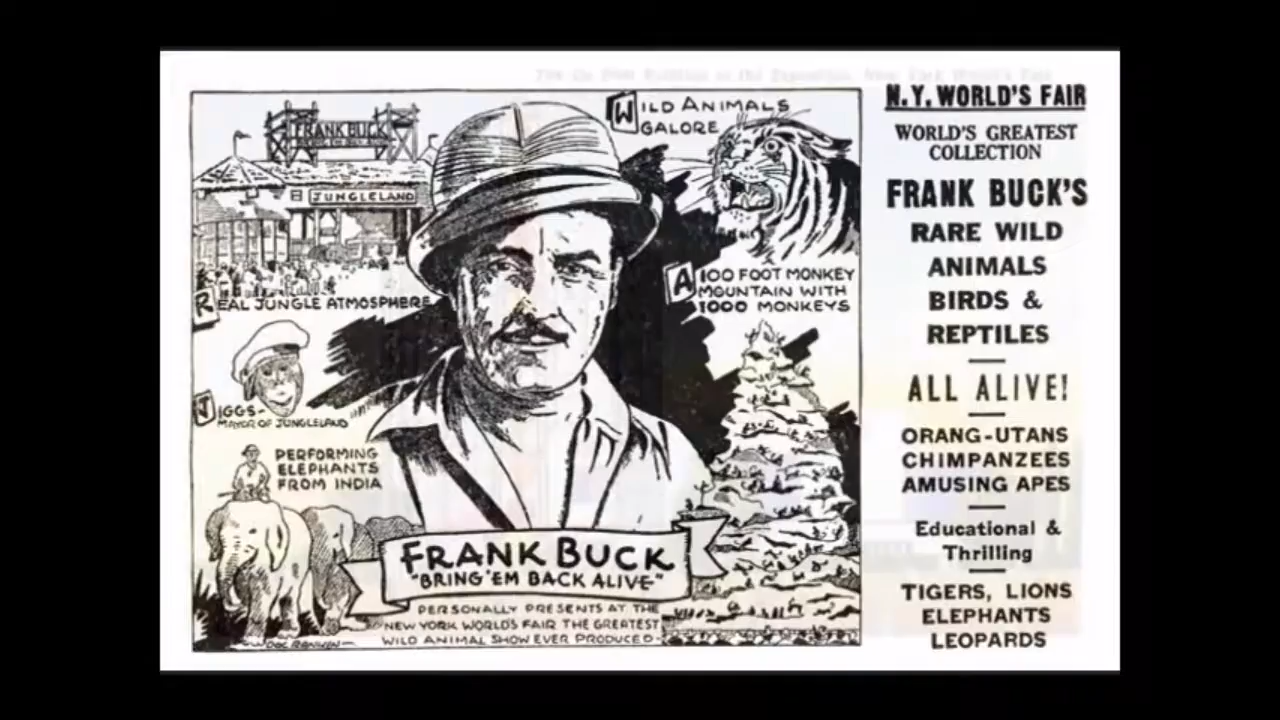 FRANK BUCK
JUNGLELAND
REAL JUNGLE ATMOSPHERE
WILD ANIMALS
GALORE
A 100 FOOT MONKEY
MOUNTAIN WITH
1000 MONKEYS
JIGGS-
MAYOR OF JUNGLELAND
PERFORMING
ELEPHANTS
FROM INDIA
FRANK BUCK
"BRING 'EM BACK ALIVE"
PERSONALLY PRESENTS AT THE
NEW YORK WORLD'S FAIR THE GREATEST
WILD ANIMAL SHOW EVER PRODUCED-
N.Y. WORLD'S FAIR
WORLD'S GREATEST
COLLECTION
FRANK BUCK'S
RARE WILD
ANIMALS
BIRDS &
REPTILES
ALL ALIVE!
ORANG-UTANS
CHIMPANZEES
AMUSING APES
Educational &
Thrilling
TIGERS, LIONS
ELEPHANTS
LEOPARDS